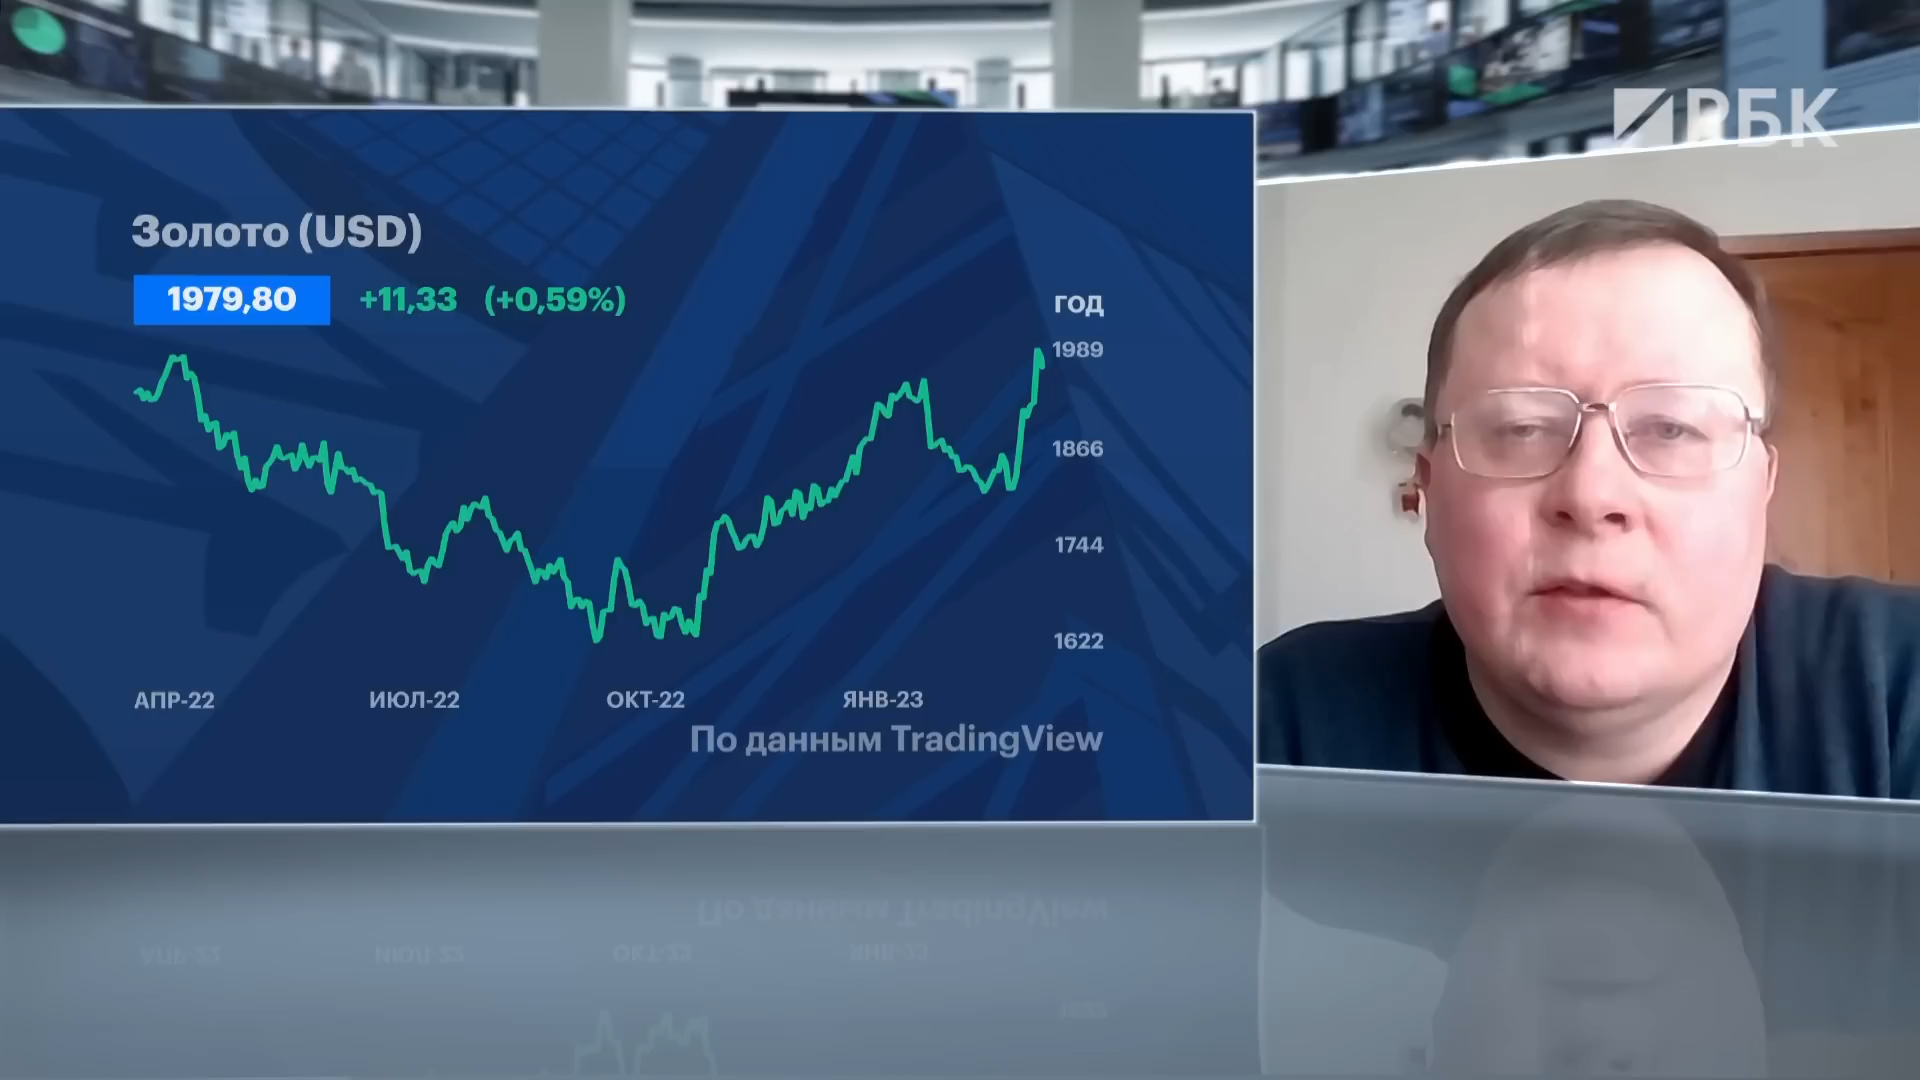 РБК
Золото (USD)
1979,80 +11,33 (+0,59%)
ГОД
1989
1866
1744
1622
АПР-22 ИЮЛ-22 ОКТ-22 ЯНВ-23
По данным TradingView